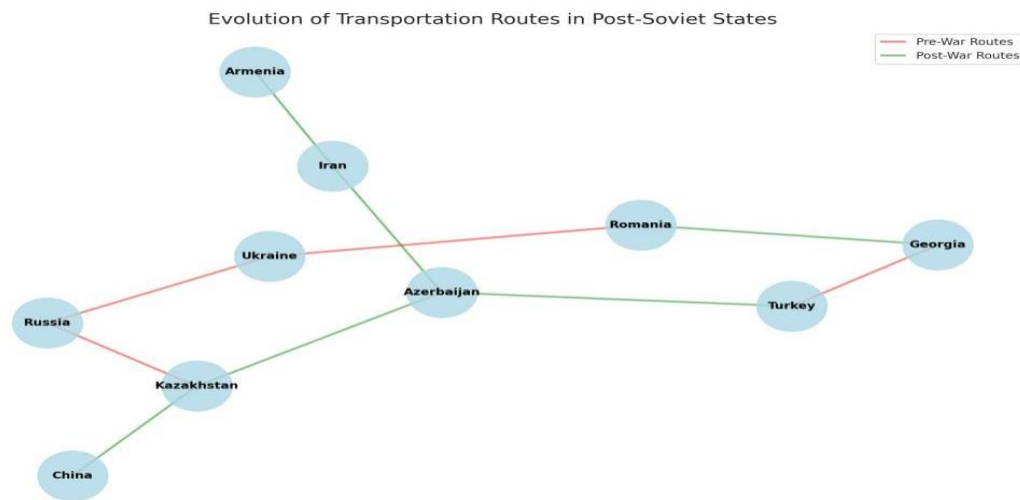 Evolution of Transportation Routes in Post-Soviet States
Pre-War Routes
Post-War Routes
Armenia
Iran
Romania
Georgia
Ukraine
Azerbaijan
Turkey
Russia
Kazakhstan
China